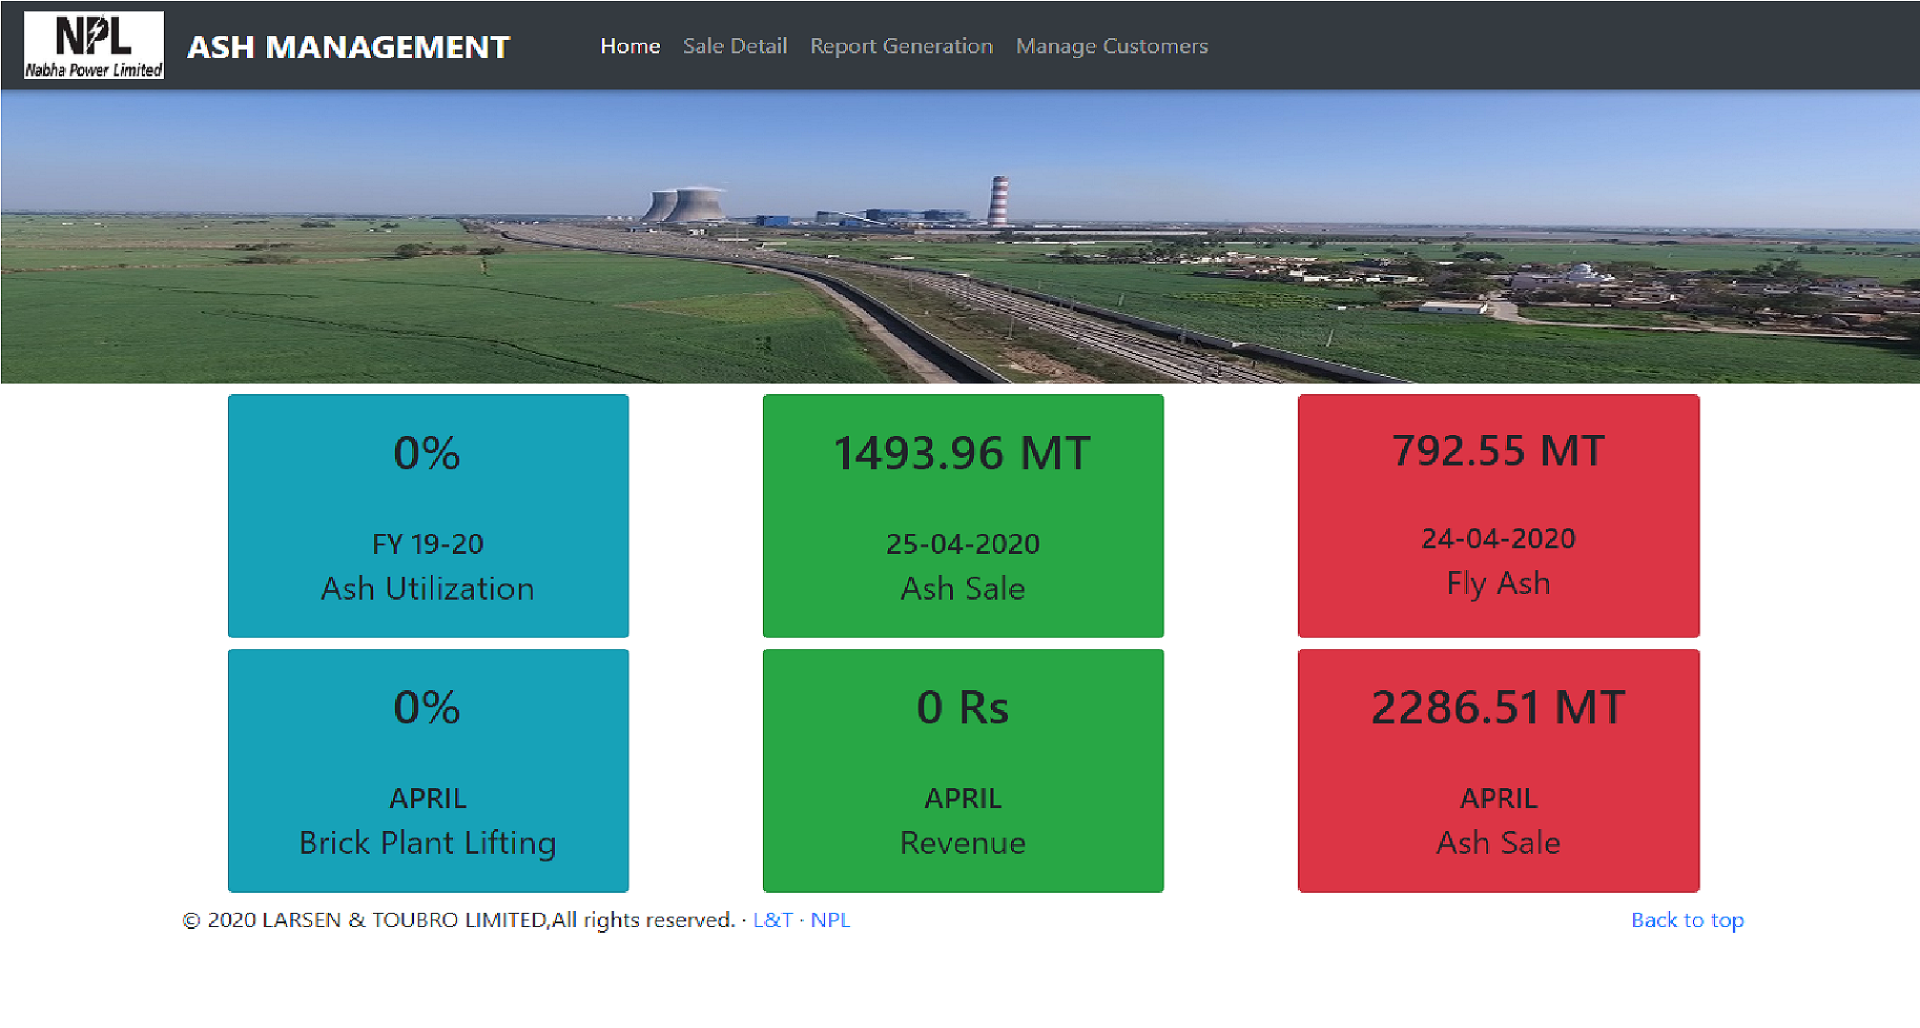 NPL
Nabha Power Limited
ASH MANAGEMENT
Home Sale Detail Report Generation Manage Customers
0%
FY 19-20
Ash Utilization
1493.96 MT
25-04-2020
Ash Sale
792.55 MT
24-04-2020
Fly Ash
0%
APRIL
Brick Plant Lifting
0 Rs
APRIL
Revenue
2286.51 MT
APRIL
Ash Sale
© 2020 LARSEN & TOUBRO LIMITED,All rights reserved. · L&T · NPL
Back to top